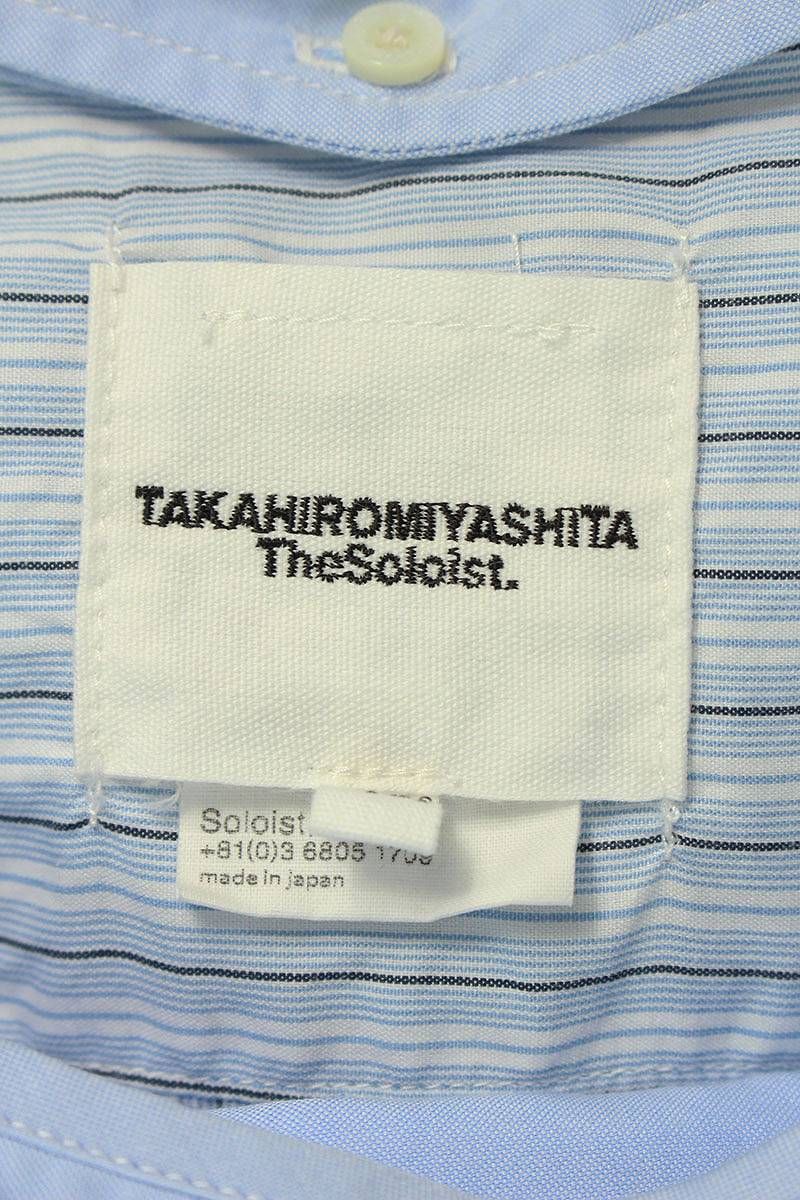 TAKAHIROMIYASHITA
TheSoloist.
Soloist.
+81(0)3 6805
made in japan